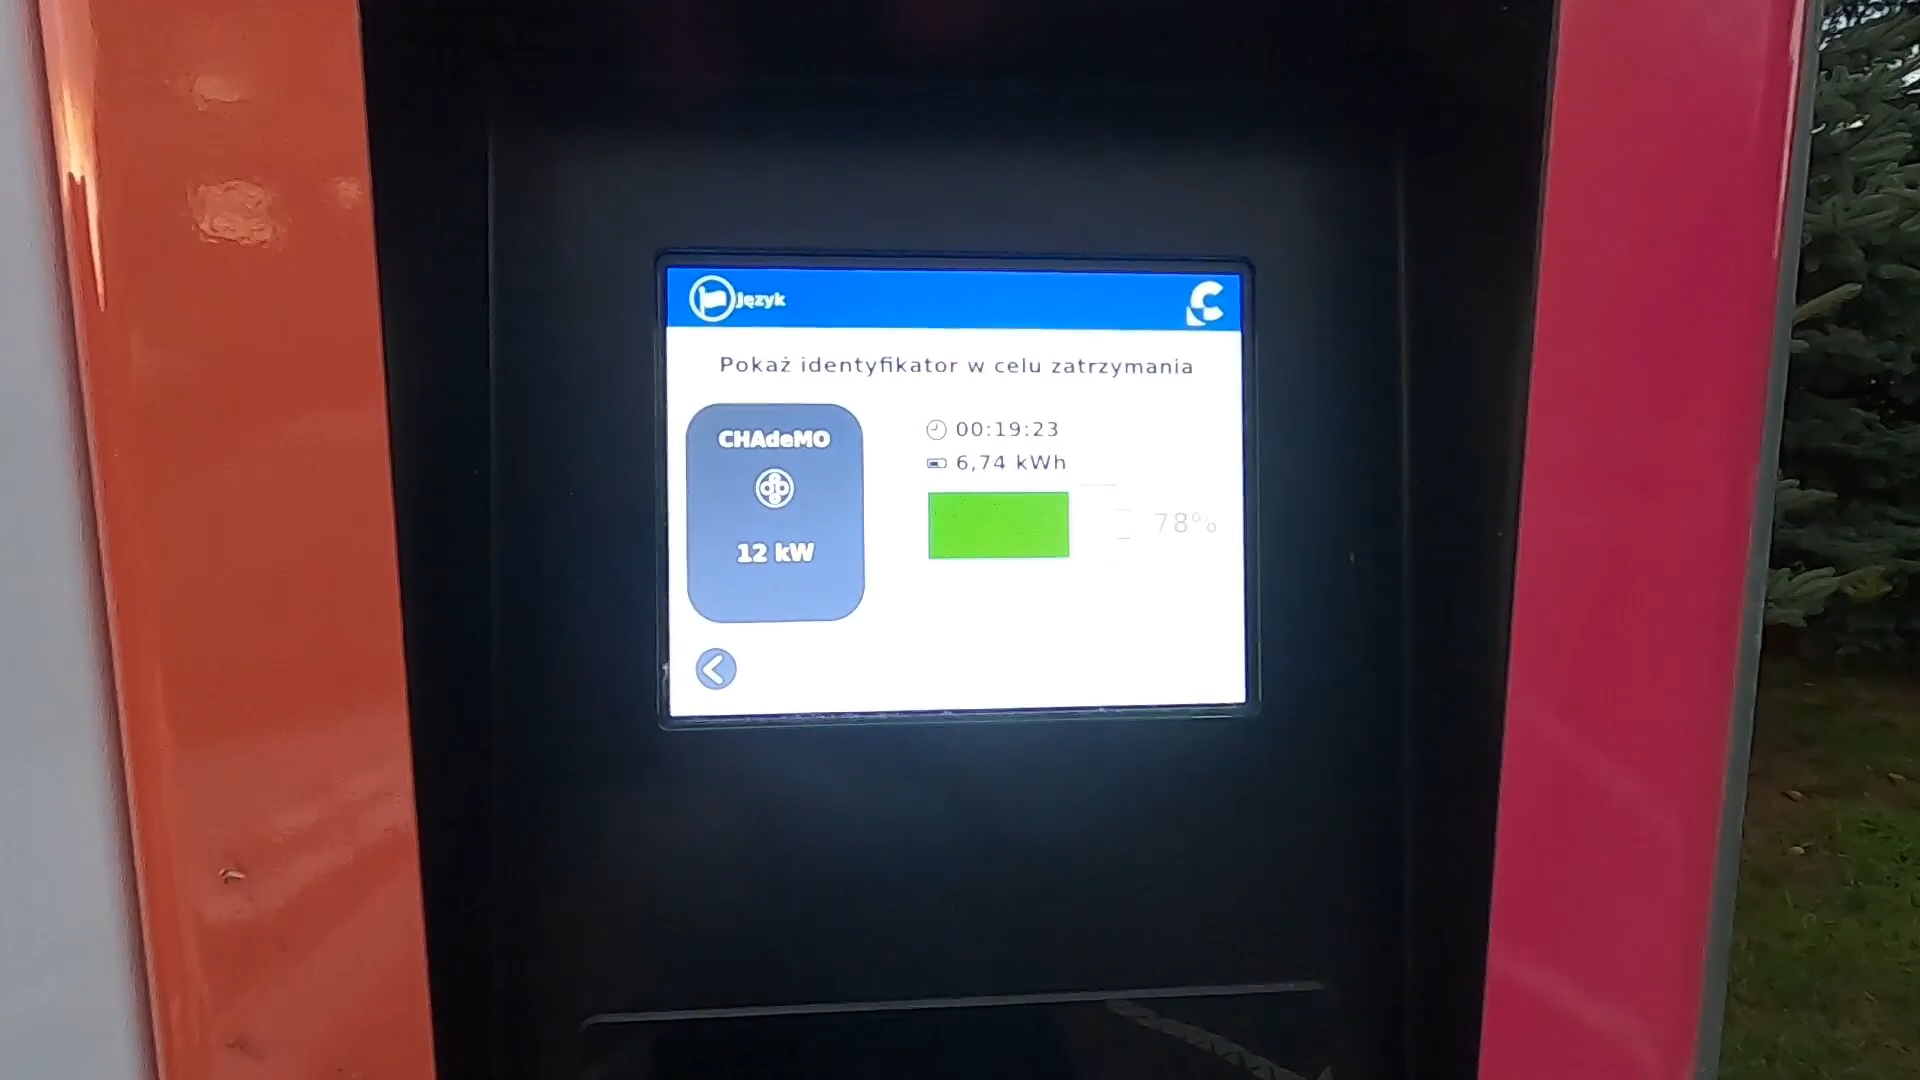 Język
Pokaż identyfikator w celu zatrzymania
CHAdeMO
12 kW
00:19:23
6,74 kWh
78%